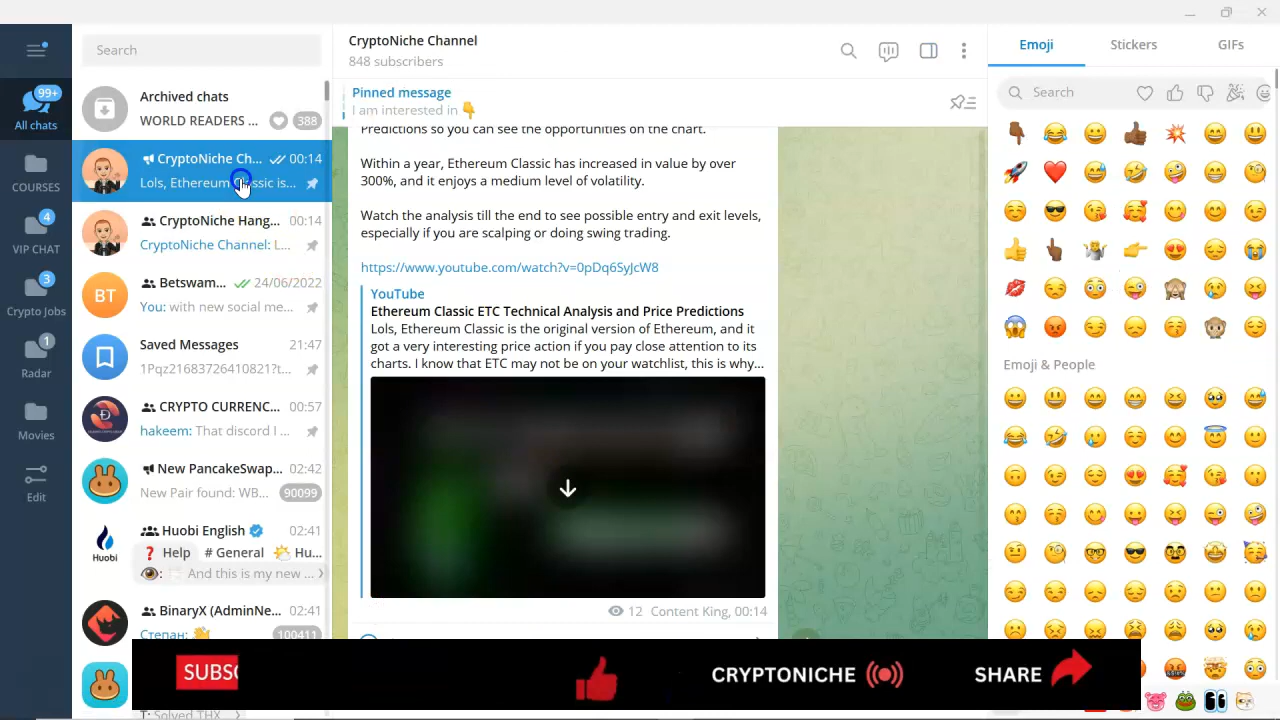 99+
All chats
COURSES
4
VIP CHAT
3
Crypto Jobs
1
Radar
Movies
Edit
Search
Archived chats
WORLD READERS ... 388
CryptoNiche Ch... 00:14
Lols, Ethereum Classic is...
CryptoNiche Hang... 00:14
CryptoNiche Channel: L...
BT
Betswam... 24/06/2022
You: with new social me...
Saved Messages 21:47
1Pqz21683726410821?t...
CRYPTO CURRENC... 00:57
hakeem: That discord I ...
New PancakeSwap... 02:42
New Pair found: WB... 90099
Huobi
Huobi English 02:41
❓ Help # General Hu...
: And this is my new ...
BinaryX (AdminNe... 02:41
Степан: 👏 100411
T: Solved THX
CryptoNiche Channel
848 subscribers
Pinned message
I am interested in 👇
Predictions so you can see the opportunities on the chart.
Within a year, Ethereum Classic has increased in value by over
300%, and it enjoys a medium level of volatility.
Watch the analysis till the end to see possible entry and exit levels,
especially if you are scalping or doing swing trading.
https://www.youtube.com/watch?v=0pDq6SyJcW8
YouTube
Ethereum Classic ETC Technical Analysis and Price Predictions
Lols, Ethereum Classic is the original version of Ethereum, and it
got a very interesting price action if you pay close attention to its
charts. I know that ETC may not be on your watchlist, this is why...
12 Content King, 00:14
Emoji Stickers GIFs
Search
Emoji & People
SUBSC
CRYPTONICHE
SHARE